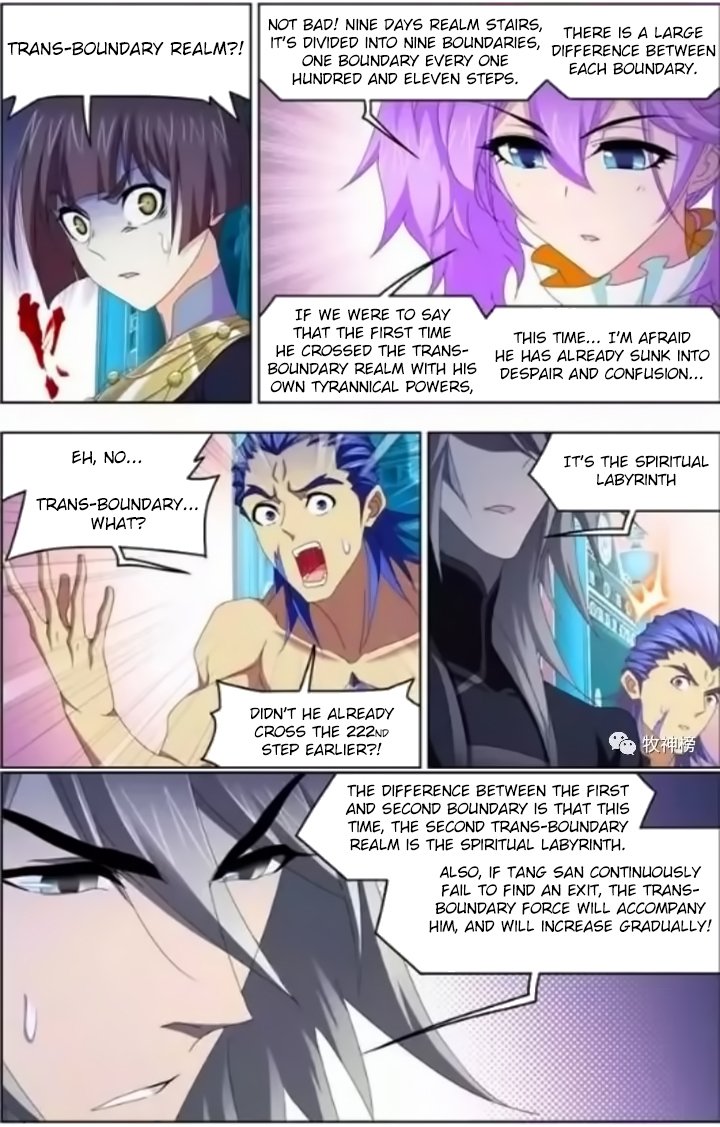 TRANS-BOUNDARY REALM?!
NOT BAD! NINE DAYS REALM STAIRS,
IT'S DIVIDED INTO NINE BOUNDARIES,
ONE BOUNDARY EVERY ONE
HUNDRED AND ELEVEN STEPS.
THERE IS A LARGE
DIFFERENCE BETWEEN
EACH BOUNDARY.
IF WE WERE TO SAY
THAT THE FIRST TIME
HE CROSSED THE TRANS-
BOUNDARY REALM WITH HIS
OWN TYRANNICAL POWERS,
THIS TIME... I'M AFRAID
HE HAS ALREADY SUNK INTO
DESPAIR AND CONFUSION...
EH, NO...
TRANS-BOUNDARY...
WHAT?
DIDN'T HE ALREADY
CROSS THE 222ND
STEP EARLIER?!
IT'S THE SPIRITUAL
LABYRINTH
牧神榜
THE DIFFERENCE BETWEEN THE FIRST
AND SECOND BOUNDARY IS THAT THIS
TIME, THE SECOND TRANS-BOUNDARY
REALM IS THE SPIRITUAL LABYRINTH.
ALSO, IF TANG SAN CONTINUOUSLY
FAIL TO FIND AN EXIT, THE TRANS-
BOUNDARY FORCE WILL ACCOMPANY
HIM, AND WILL INCREASE GRADUALLY!